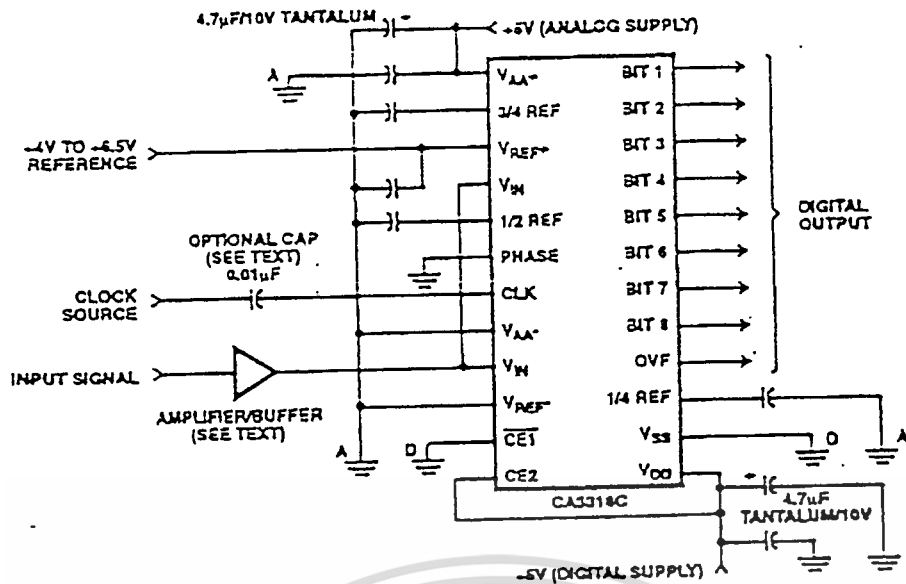 4.7µF/10V TANTALUM
+
+5V (ANALOG SUPPLY)
A
+4V TO +6.5V
REFERENCE
OPTIONAL CAP
(SEE TEXT)
0.01µF
CLOCK
SOURCE
INPUT SIGNAL
AMPLIFIER/BUFFER
(SEE TEXT)
A
D
VAA+
3/4 REF
VREF+
VIN
1/2 REF
PHASE
CLK
VAA-
VIN
VREF-
CE1
CE2
BIT 1
BIT 2
BIT 3
BIT 4
BIT 5
BIT 6
BIT 7
BIT 8
OVF
1/4 REF
VSS
VDD
DIGITAL
OUTPUT
D
A
CA3318C
+
4.7µF
TANTALUM/10V
+5V (DIGITAL SUPPLY)